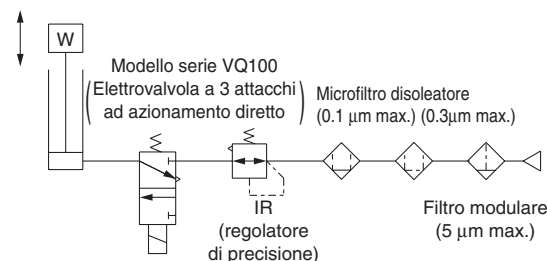 W
Modello serie VQ100
(Elettrovalvola a 3 attacchi
ad azionamento diretto)
Microfiltro disoleatore
(0.1 μm max.) (0.3μm max.)
IR
(regolatore
di precisione)
Filtro modulare
(5 μm max.)